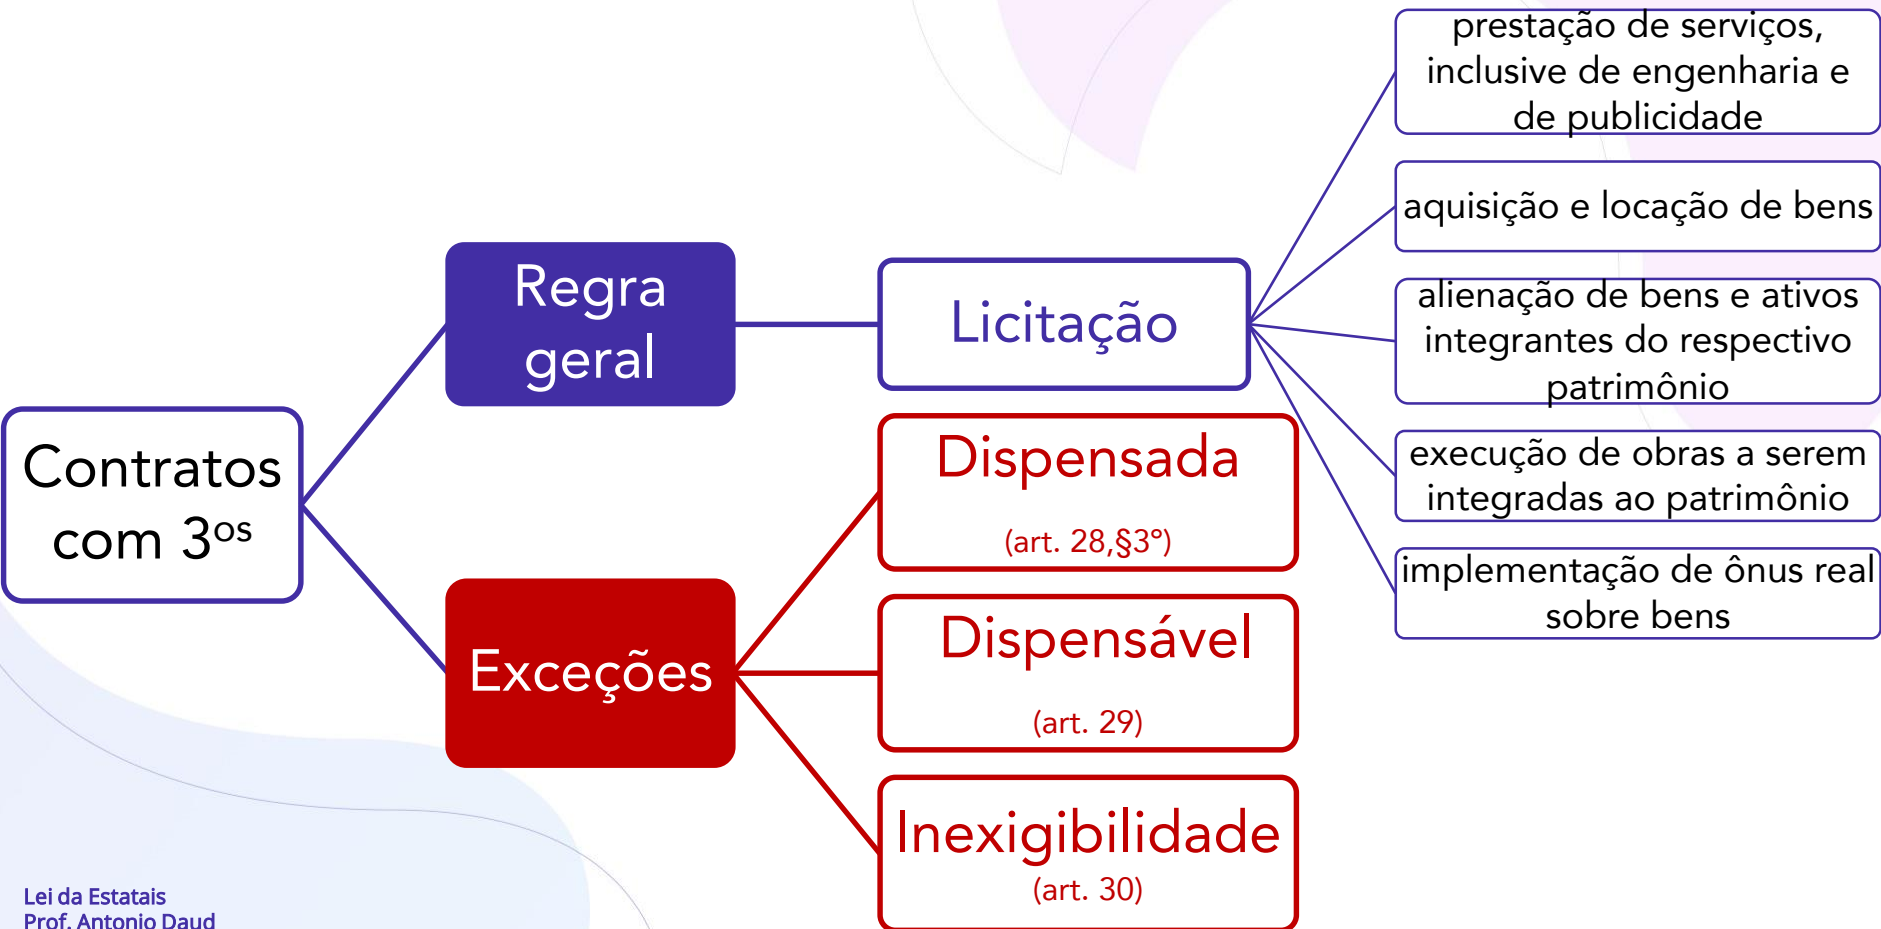 Contratos
com 3ºs
Regra
geral
Licitação
prestação de serviços,
inclusive de engenharia e
de publicidade
aquisição e locação de bens
alienação de bens e ativos
integrantes do respectivo
patrimônio
execução de obras a serem
integradas ao patrimônio
implementação de ônus real
sobre bens
Exceções
Dispensada
(art. 28,§3°)
Dispensável
(art. 29)
Inexigibilidade
(art. 30)
Lei da Estatais
Prof. Antonio Daud